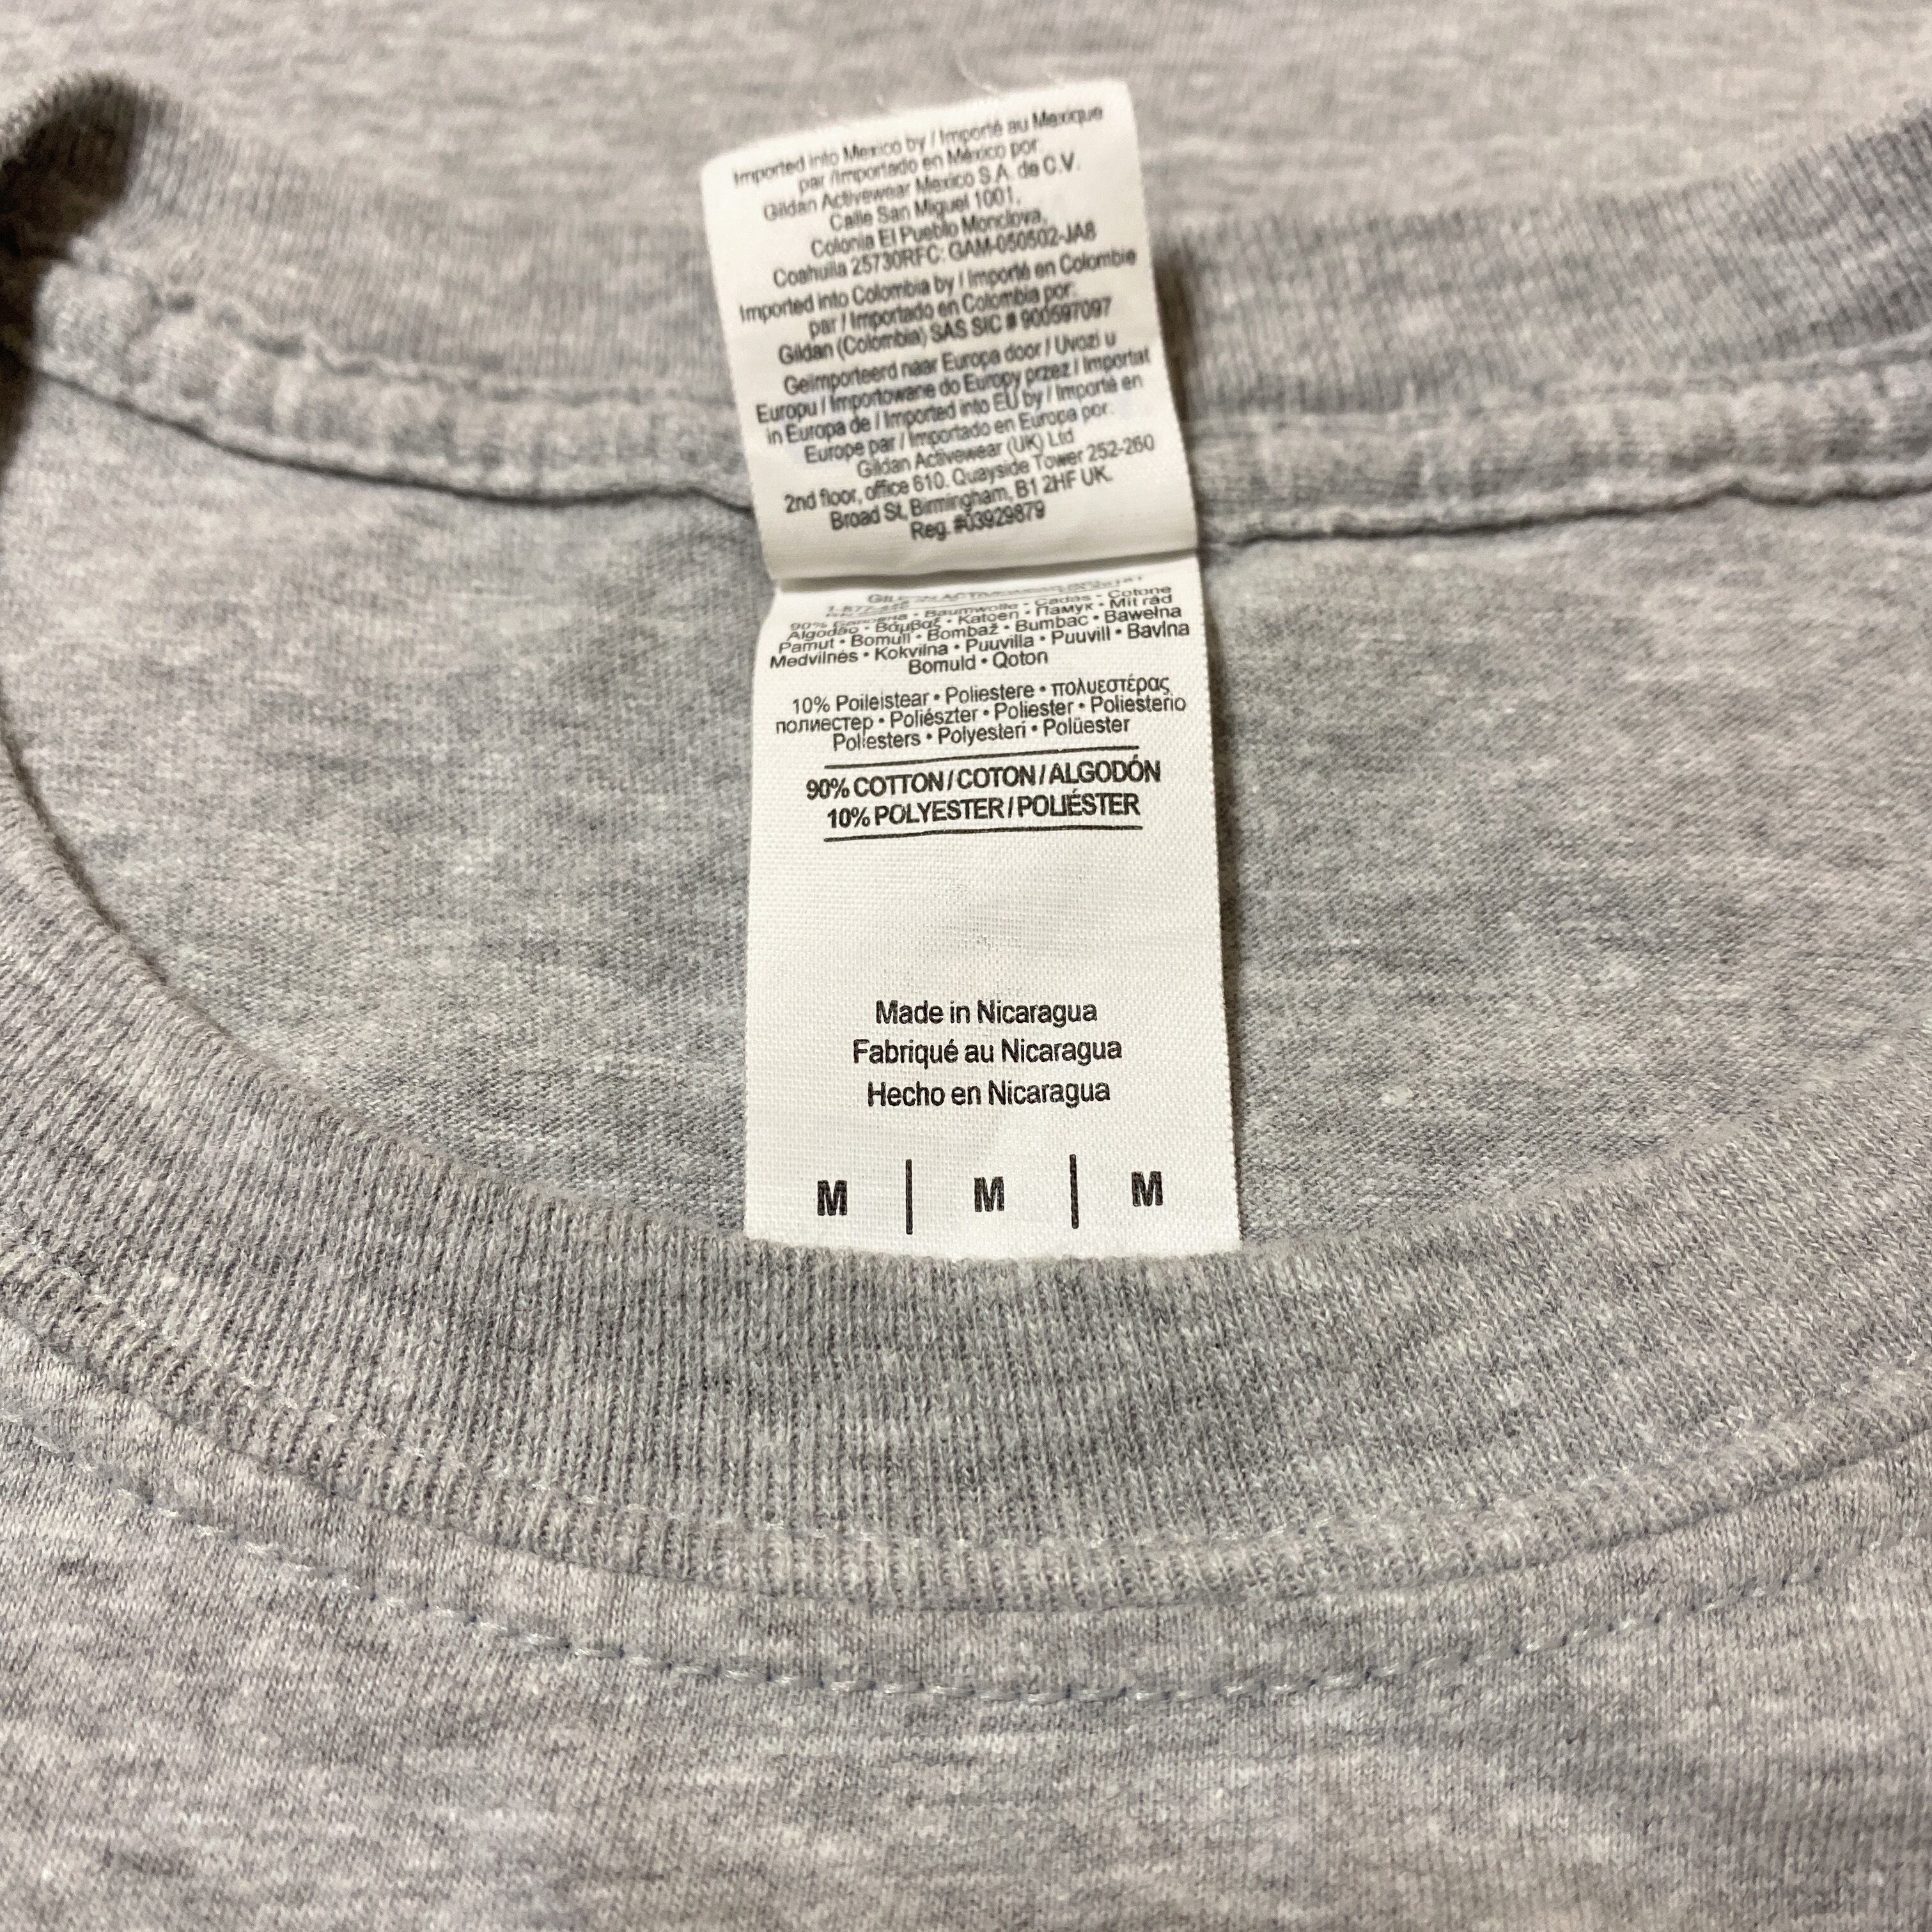 Imported into Mexico by / Importé au Mexique
par /Importado en México por
Gildan Activewear Mexico S.A. de C.V.
Calle San Miguel 1001,
Colonia El Pueblo Monclova,
Coahuila 25730RFC: GAM-050502-JA8
Imported into Colombia by / Importé en Colombie
par / Importado en Colombia por:
Gildan (Colombia) SAS SIC # 900597097
Geïmporteerd naar Europa door / Uvozi u
Europu / Importowane do Europy przez / Importat
in Europa de / Imported into EU by / Importé en
Europe par / Importado en Europa por:
Gildan Activewear (UK) Ltd
2nd floor, office 610. Quayside Tower 252-260
Broad St, Birmingham, B1 2HF UK.
Reg. #03929879
90% • Baumwolle • Cadás • Cotone
Algodão • Βάμβαξ • Katoen • Памук • Mit rád
Pamut • Bomull • Bombaž • Bumbac • Bawełna
Medvilnės • Kokvilna • Puuvilla • Puuvill • Bavlna
Bomuld • Qoton
10% Poileistear • Poliestere • πολυεστέρας
полиестер • Poliészter • Poliester • Poliesterio
Poliesters • Polyesteri • Polüester
90% COTTON / COTON / ALGODÓN
10% POLYESTER / POLIÉSTER
Made in Nicaragua
Fabriqué au Nicaragua
Hecho en Nicaragua
M | M | M